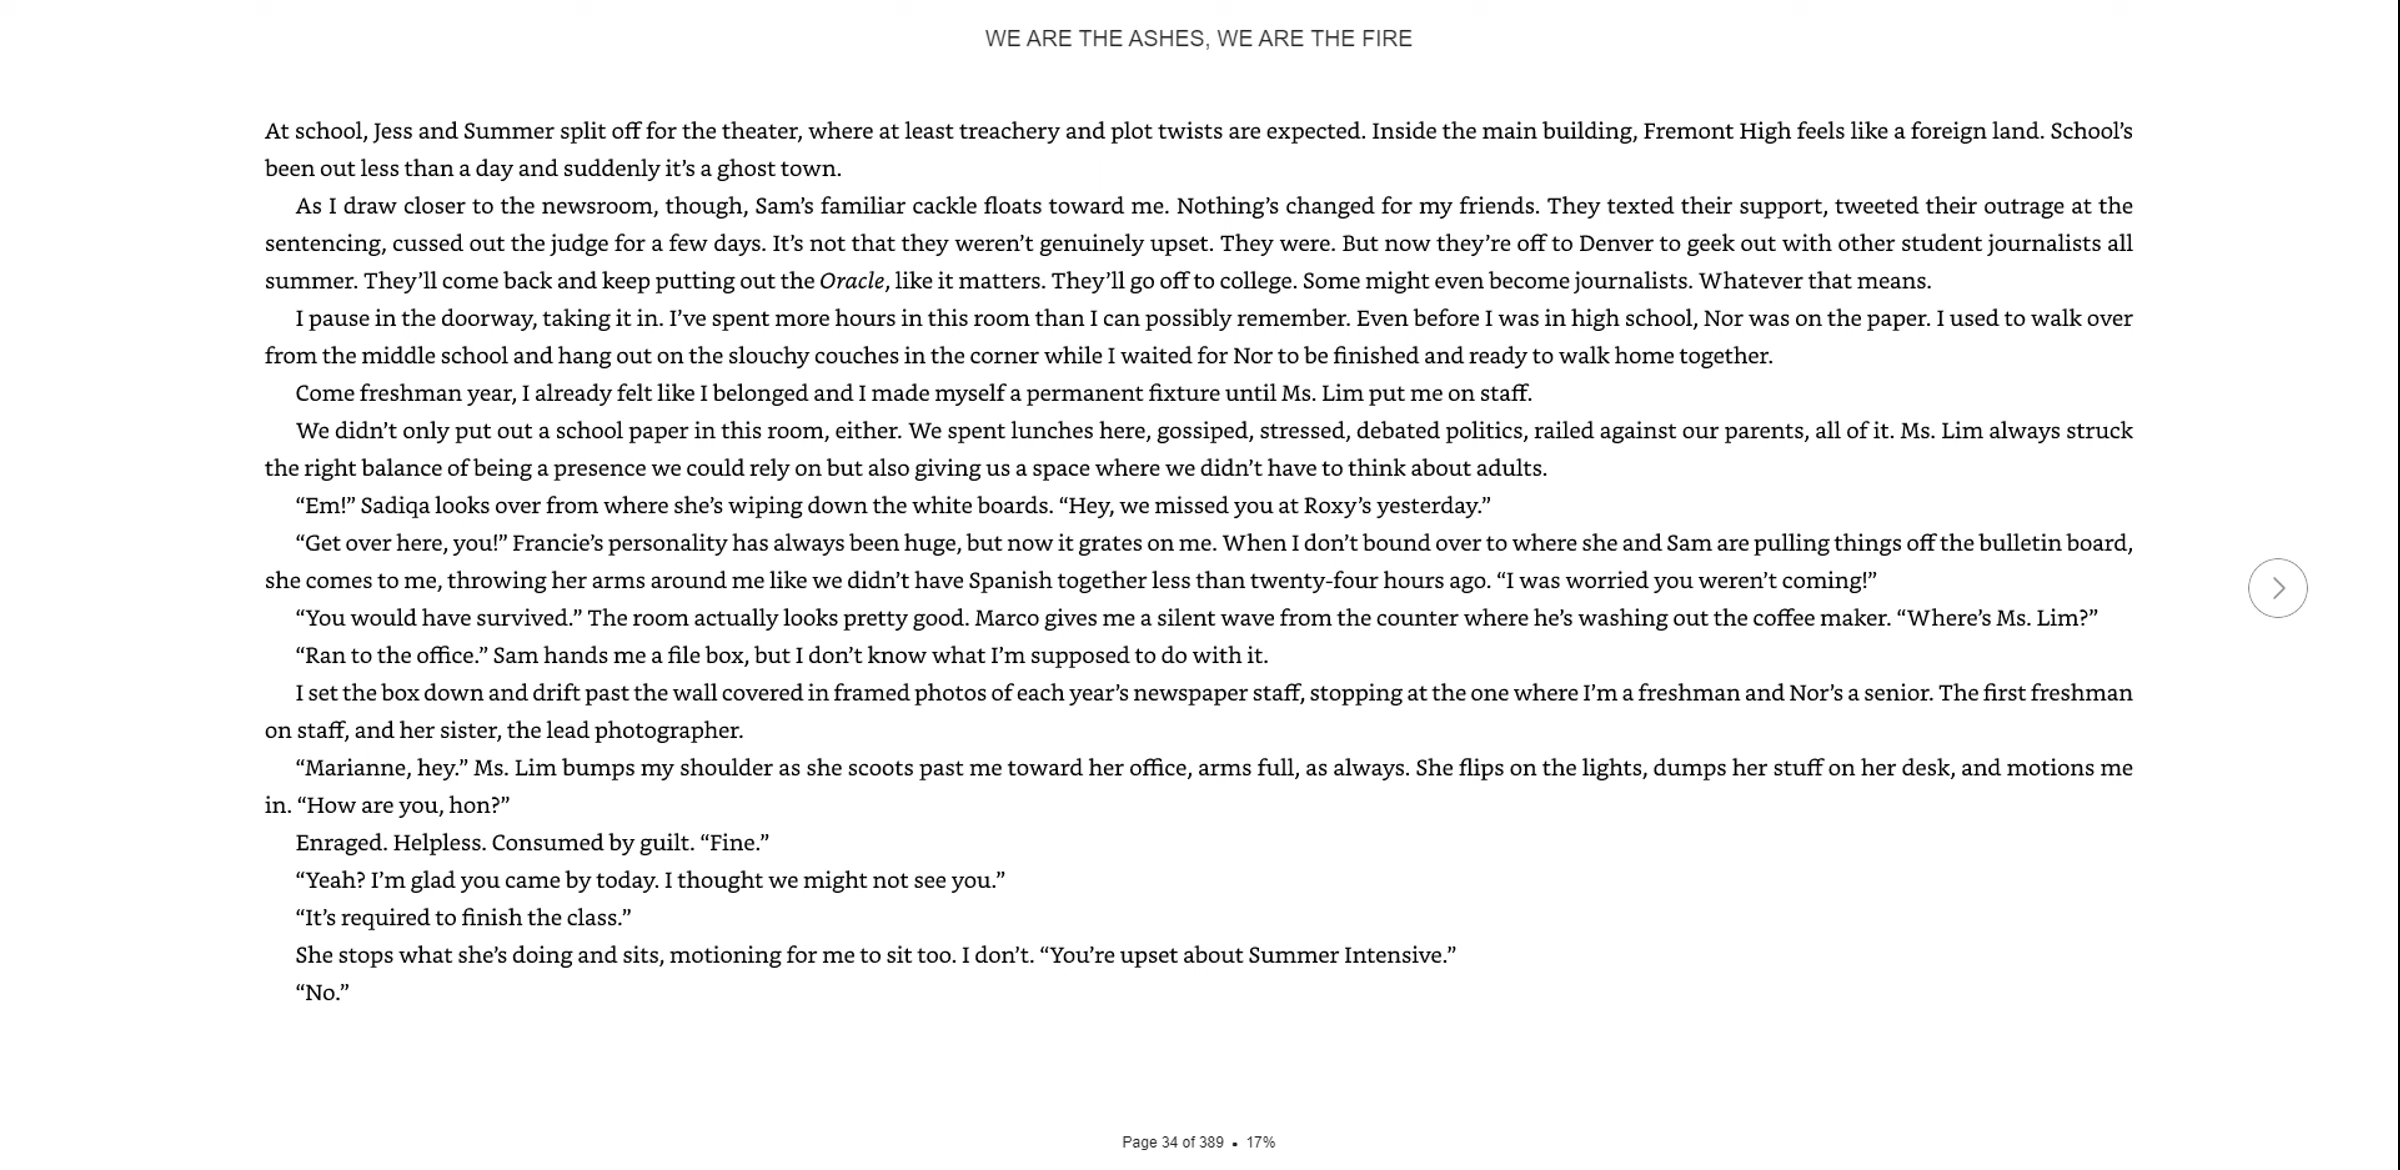 WE ARE THE ASHES, WE ARE THE FIRE
At school, Jess and Summer split off for the theater, where at least treachery and plot twists are expected. Inside the main building, Fremont High feels like a foreign land. School’s
been out less than a day and suddenly it’s a ghost town.
As I draw closer to the newsroom, though, Sam’s familiar cackle floats toward me. Nothing’s changed for my friends. They texted their support, tweeted their outrage at the
sentencing, cussed out the judge for a few days. It’s not that they weren’t genuinely upset. They were. But now they’re off to Denver to geek out with other student journalists all
summer. They’ll come back and keep putting out the Oracle, like it matters. They’ll go off to college. Some might even become journalists. Whatever that means.
I pause in the doorway, taking it in. I’ve spent more hours in this room than I can possibly remember. Even before I was in high school, Nor was on the paper. I used to walk over
from the middle school and hang out on the slouchy couches in the corner while I waited for Nor to be finished and ready to walk home together.
Come freshman year, I already felt like I belonged and I made myself a permanent fixture until Ms. Lim put me on staff.
We didn’t only put out a school paper in this room, either. We spent lunches here, gossiped, stressed, debated politics, railed against our parents, all of it. Ms. Lim always struck
the right balance of being a presence we could rely on but also giving us a space where we didn’t have to think about adults.
“Em!” Sadiqa looks over from where she’s wiping down the white boards. “Hey, we missed you at Roxy’s yesterday.”
“Get over here, you!” Francie’s personality has always been huge, but now it grates on me. When I don’t bound over to where she and Sam are pulling things off the bulletin board,
she comes to me, throwing her arms around me like we didn’t have Spanish together less than twenty-four hours ago. “I was worried you weren’t coming!”
“You would have survived.” The room actually looks pretty good. Marco gives me a silent wave from the counter where he’s washing out the coffee maker. “Where’s Ms. Lim?”
“Ran to the office.” Sam hands me a file box, but I don’t know what I’m supposed to do with it.
I set the box down and drift past the wall covered in framed photos of each year’s newspaper staff, stopping at the one where I’m a freshman and Nor’s a senior. The first freshman
on staff, and her sister, the lead photographer.
“Marianne, hey.” Ms. Lim bumps my shoulder as she scoots past me toward her office, arms full, as always. She flips on the lights, dumps her stuff on her desk, and motions me
in. “How are you, hon?”
Enraged. Helpless. Consumed by guilt. “Fine.”
“Yeah? I’m glad you came by today. I thought we might not see you.”
“It’s required to finish the class.”
She stops what she’s doing and sits, motioning for me to sit too. I don’t. “You’re upset about Summer Intensive.”
“No.”
Page 34 of 389 • 17%